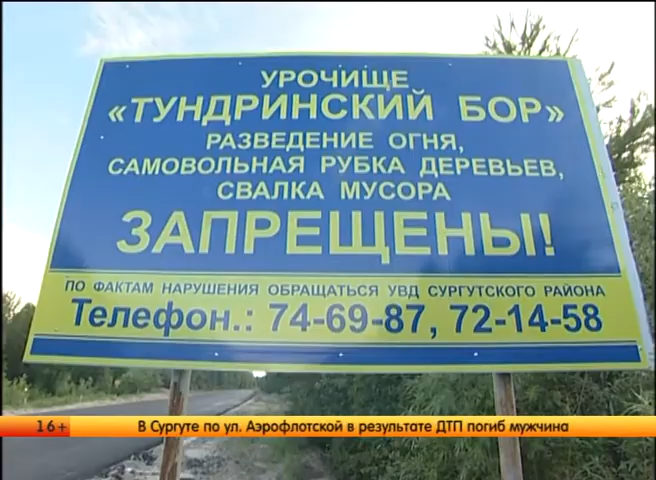 УРОЧИЩЕ
«ТУНДРИНСКИЙ БОР»
РАЗВЕДЕНИЕ ОГНЯ,
САМОВОЛЬНАЯ РУБКА ДЕРЕВЬЕВ,
СВАЛКА МУСОРА
ЗАПРЕЩЕНЫ!
ПО ФАКТАМ НАРУШЕНИЯ ОБРАЩАТЬСЯ УВД СУРГУТСКОГО РАЙОНА
Телефон.: 74-69-87, 72-14-58
16+ В Сургуте по ул. Аэрофлотской в результате ДТП погиб мужчина